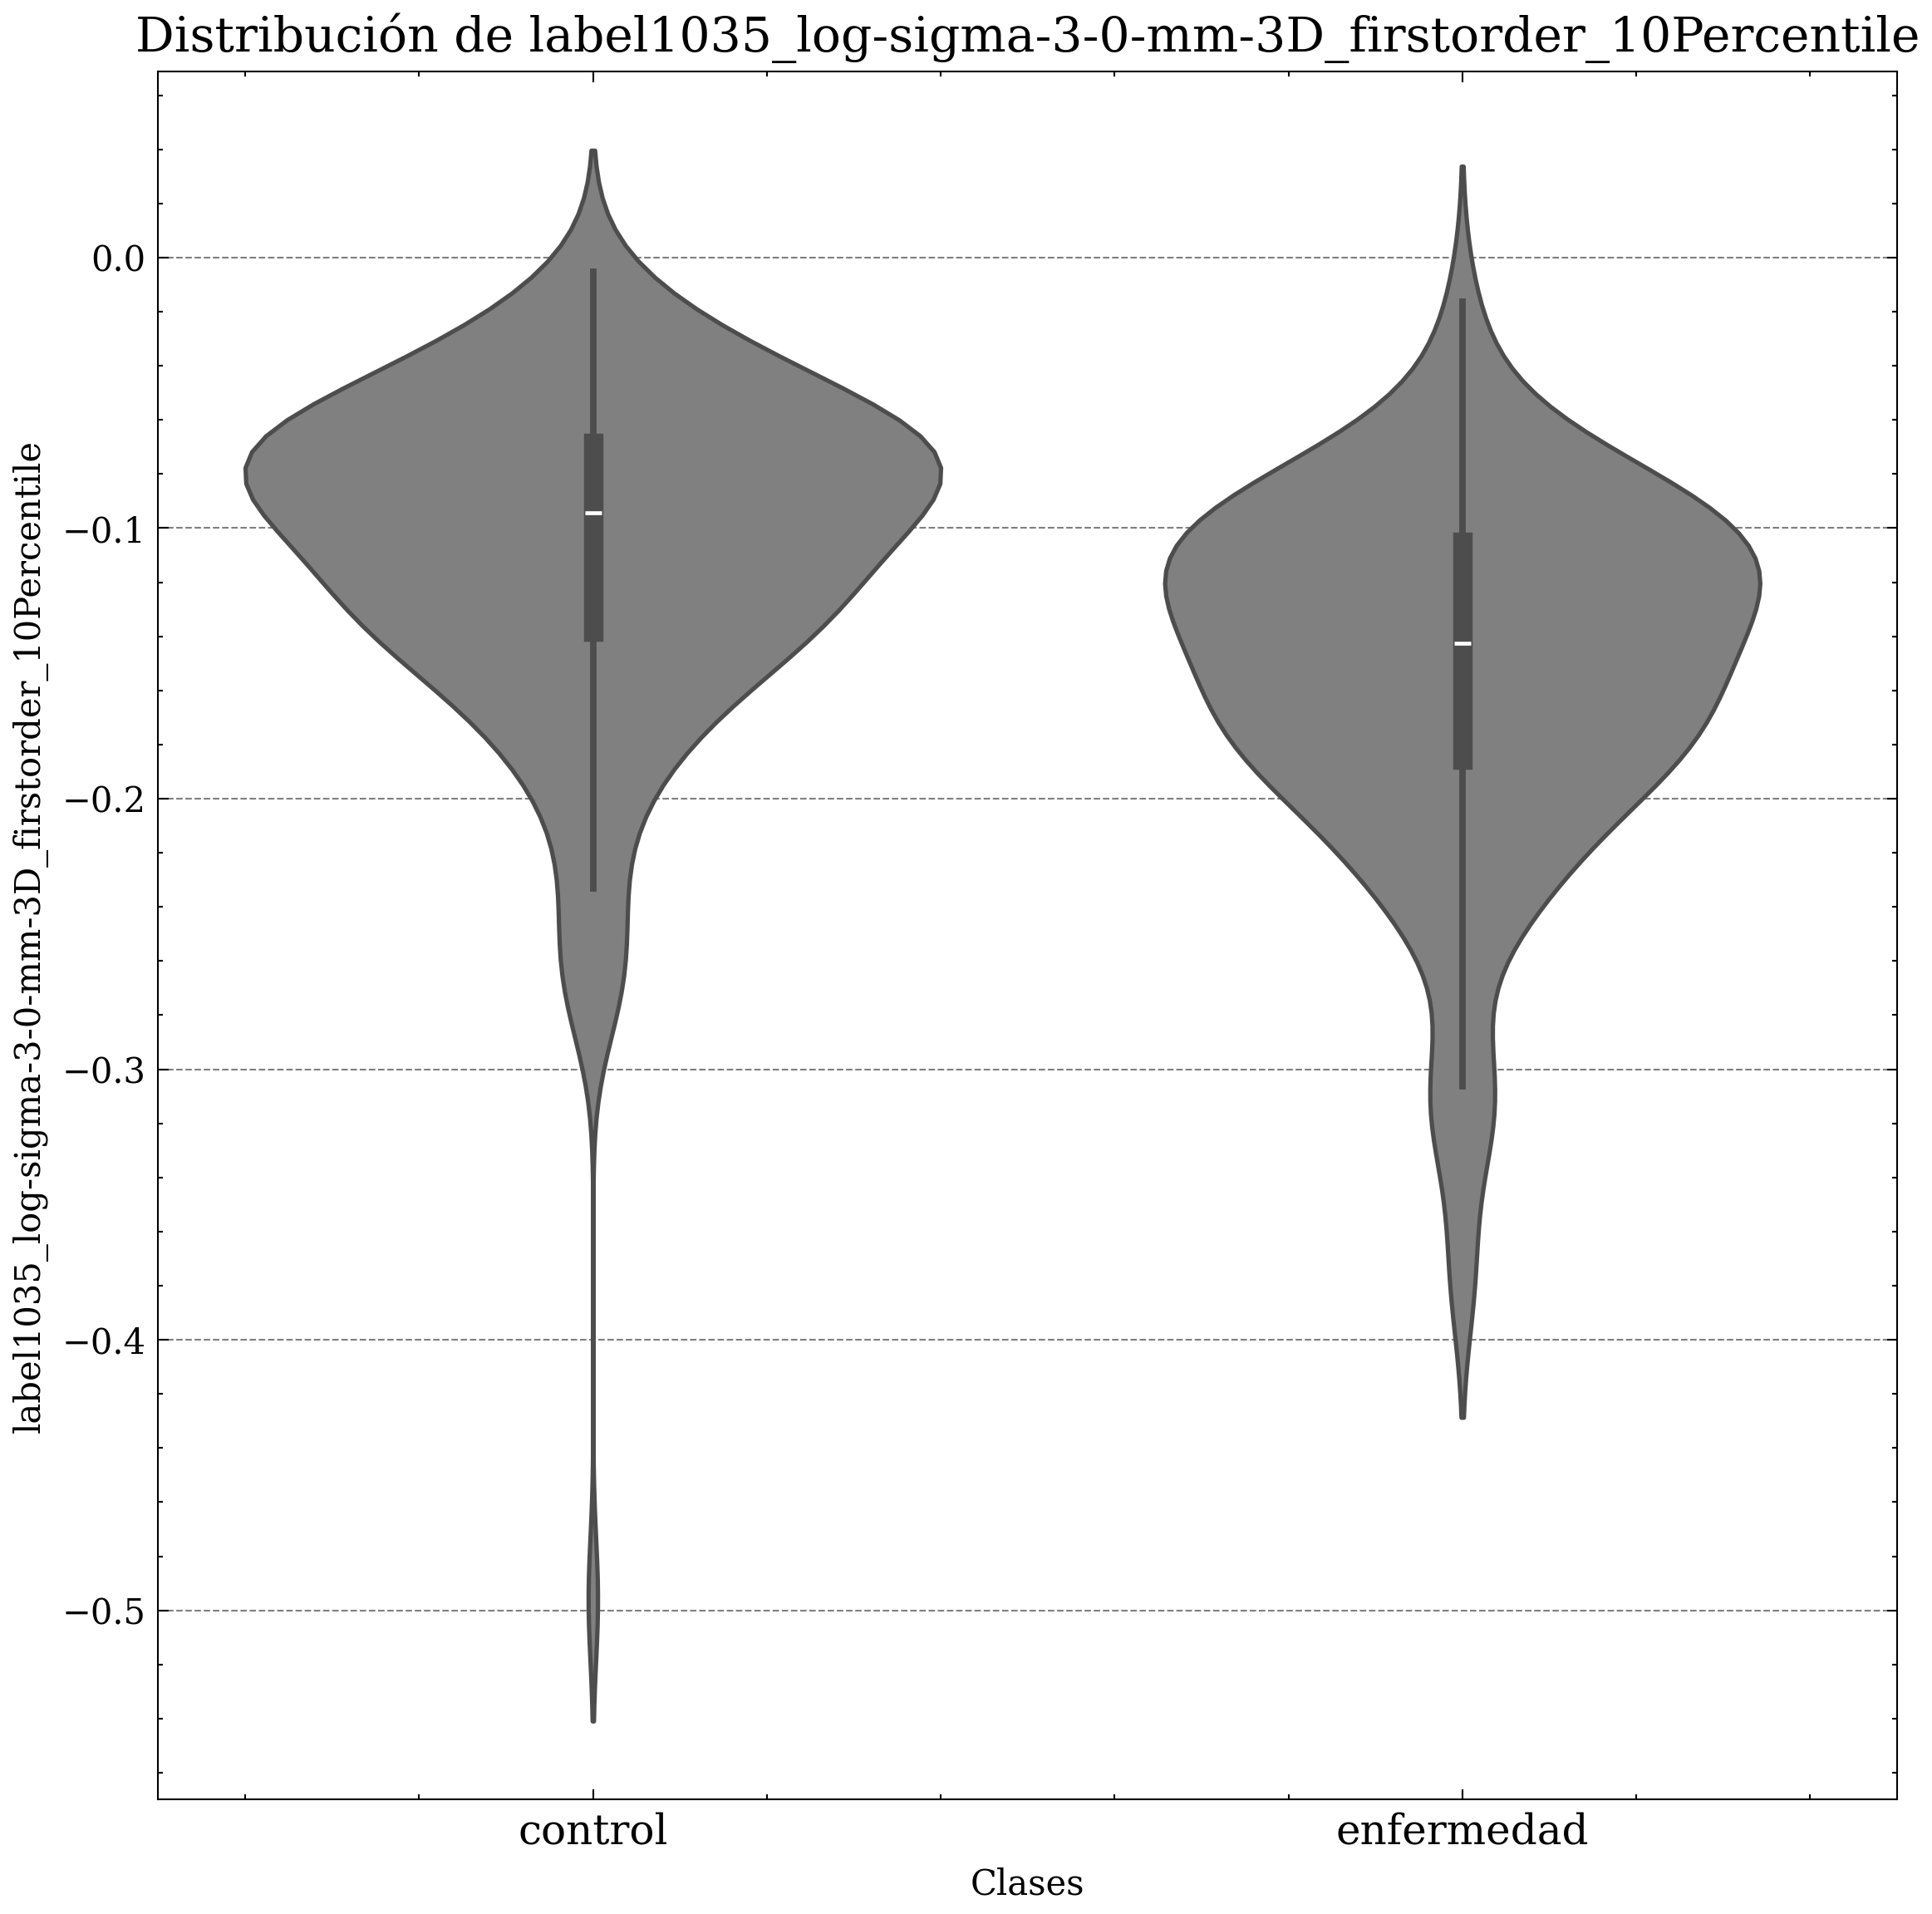 Distribución de label1035_log-sigma-3-0-mm-3D_firstorder_10Percentile
label1035_log-sigma-3-0-mm-3D_firstorder_10Percentile
0.0
−0.1
−0.2
−0.3
−0.4
−0.5
control
enfermedad
Clases